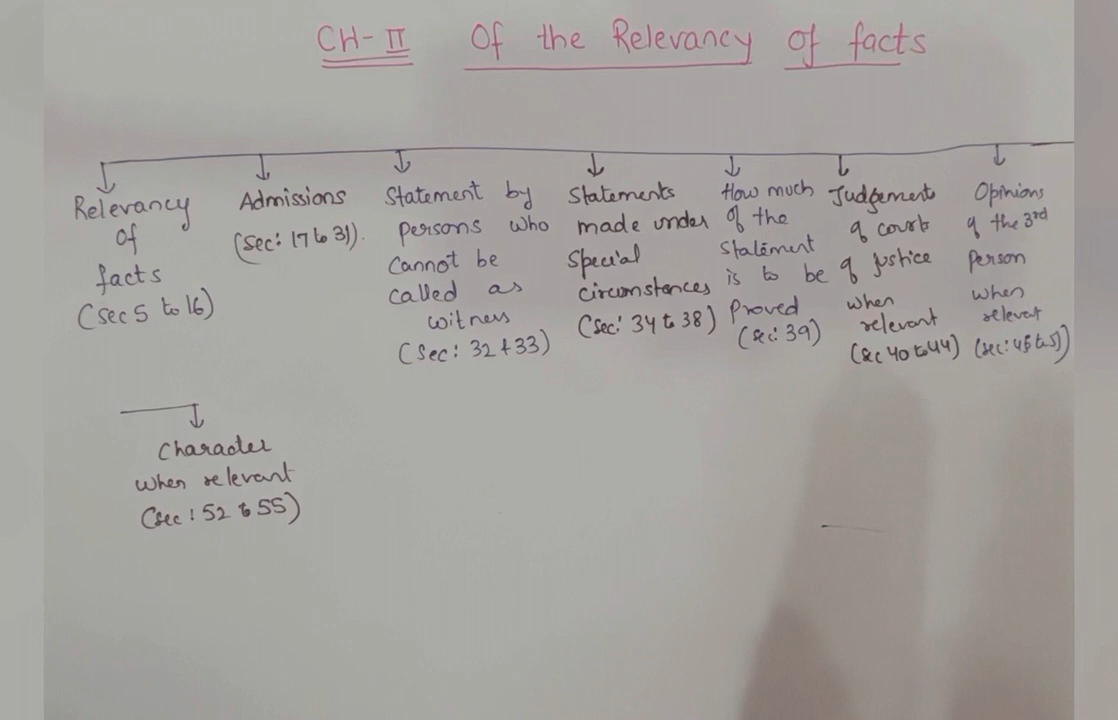 CH-II Of the Relevancy of facts
Relevancy
of
facts
(sec 5 to 16)
Admissions
(sec: 17 to 31).
Statement by
persons who
cannot be
called as
witness
(sec: 32 + 33)
Statements
made under
Special
circumstances
(sec: 34 to 38)
How much
of the
Statement
is to be
Proved
(sec: 39)
Judgement
of courts
of justice
when
relevant
(sec 40 to 44)
Opinions
of the 3rd
person
when
relevent
(sec: 45 to 51)
Character
when relevant
(sec: 52 to 55)